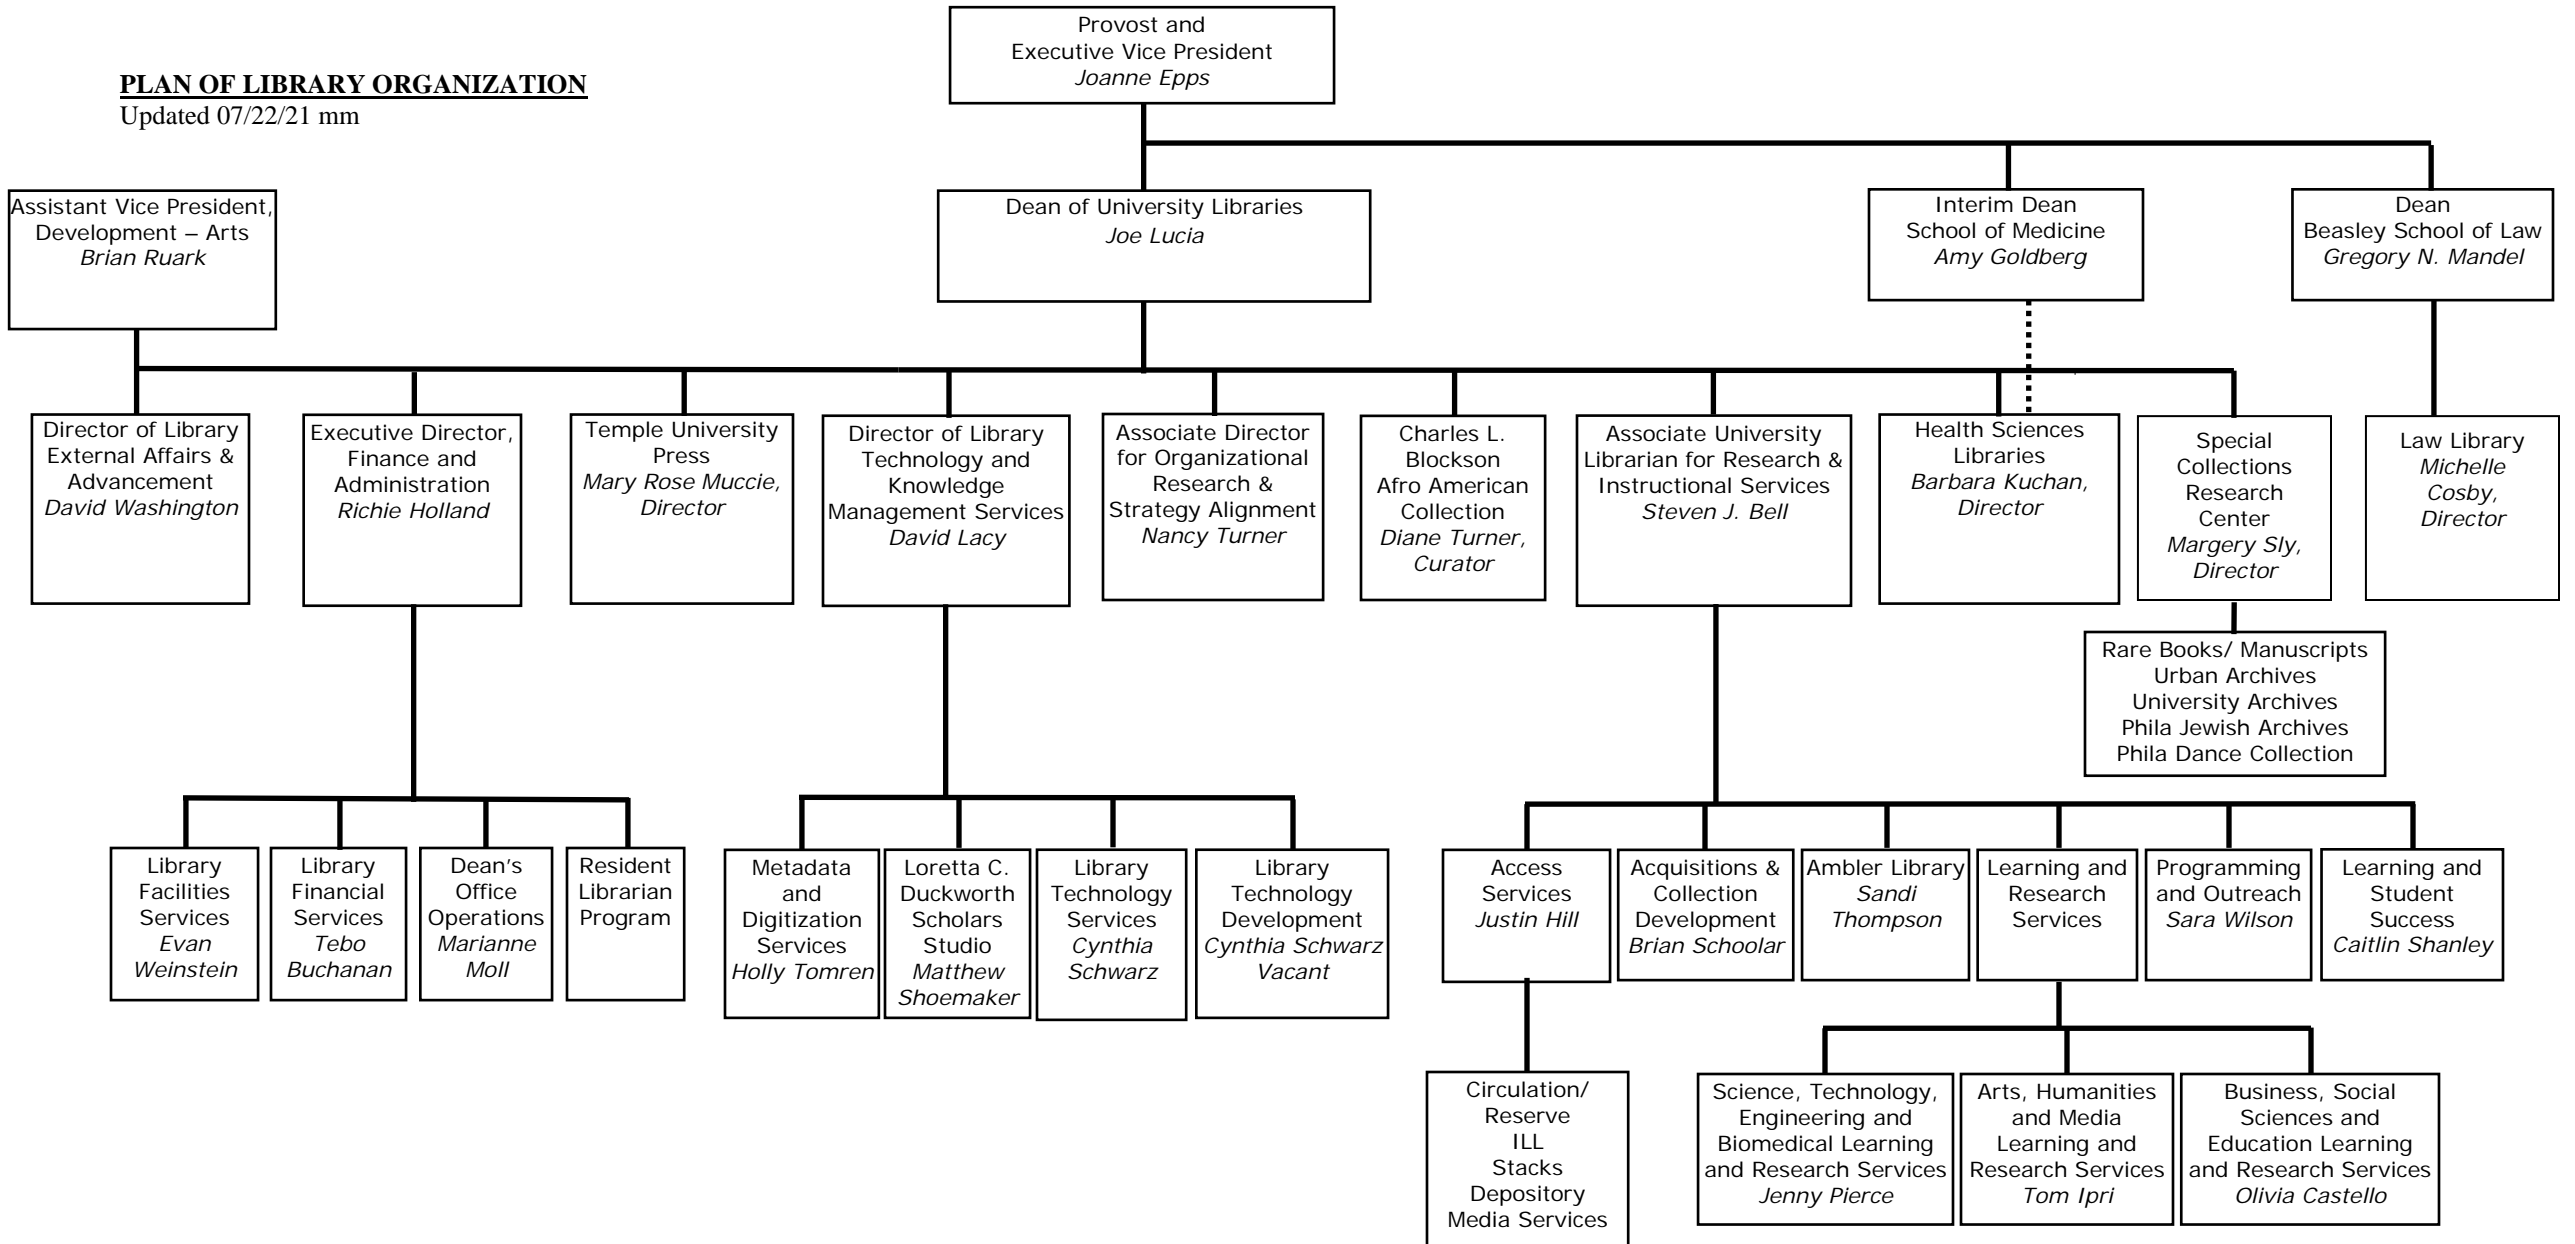 PLAN OF LIBRARY ORGANIZATION
Updated 07/22/21 mm
Provost and
Executive Vice President
Joanne Epps
Assistant Vice President,
Development – Arts
Brian Ruark
Dean of University Libraries
Joe Lucia
Interim Dean
School of Medicine
Amy Goldberg
Dean
Beasley School of Law
Gregory N. Mandel
Director of Library
External Affairs &
Advancement
David Washington
Executive Director,
Finance and
Administration
Richie Holland
Temple University
Press
Mary Rose Muccie,
Director
Director of Library
Technology and
Knowledge
Management Services
David Lacy
Associate Director
for Organizational
Research &
Strategy Alignment
Nancy Turner
Charles L.
Blockson
Afro American
Collection
Diane Turner,
Curator
Associate University
Librarian for Research &
Instructional Services
Steven J. Bell
Health Sciences
Libraries
Barbara Kuchan,
Director
Special
Collections
Research
Center
Margery Sly,
Director
Law Library
Michelle
Cosby,
Director
Rare Books/ Manuscripts
Urban Archives
University Archives
Phila Jewish Archives
Phila Dance Collection
Library
Facilities
Services
Evan
Weinstein
Library
Financial
Services
Tebo
Buchanan
Dean’s
Office
Operations
Marianne
Moll
Resident
Librarian
Program
Metadata
and
Digitization
Services
Holly Tomren
Loretta C.
Duckworth
Scholars
Studio
Matthew
Shoemaker
Library
Technology
Services
Cynthia
Schwarz
Library
Technology
Development
Cynthia Schwarz
Vacant
Access
Services
Justin Hill
Acquisitions &
Collection
Development
Brian Schoolar
Ambler Library
Sandi
Thompson
Learning and
Research
Services
Programming
and Outreach
Sara Wilson
Learning and
Student
Success
Caitlin Shanley
Circulation/
Reserve
ILL
Stacks
Depository
Media Services
Science, Technology,
Engineering and
Biomedical Learning
and Research Services
Jenny Pierce
Arts, Humanities
and Media
Learning and
Research Services
Tom Ipri
Business, Social
Sciences and
Education Learning
and Research Services
Olivia Castello